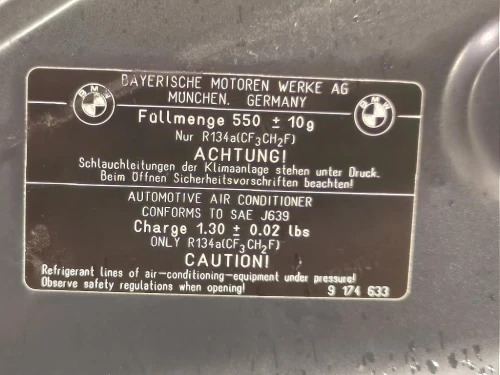 BAYERISCHE MOTOREN WERKE AG
MÜNCHEN, GERMANY
BMW
BMW
Füllmenge 550 ± 10g
Nur R134a(CF3CH2F)
ACHTUNG!
Schlauchleitungen der Klimaanlage stehen unter Druck.
Beim Öffnen Sicherheitsvorschriften beachten!
AUTOMOTIVE AIR CONDITIONER
CONFORMS TO SAE J639
Charge 1.30 ± 0.02 lbs
ONLY R134a(CF3CH2F)
CAUTION!
Refrigerant lines of air-conditioning-equipment under pressure!
Observe safety regulations when opening!
9 174 633